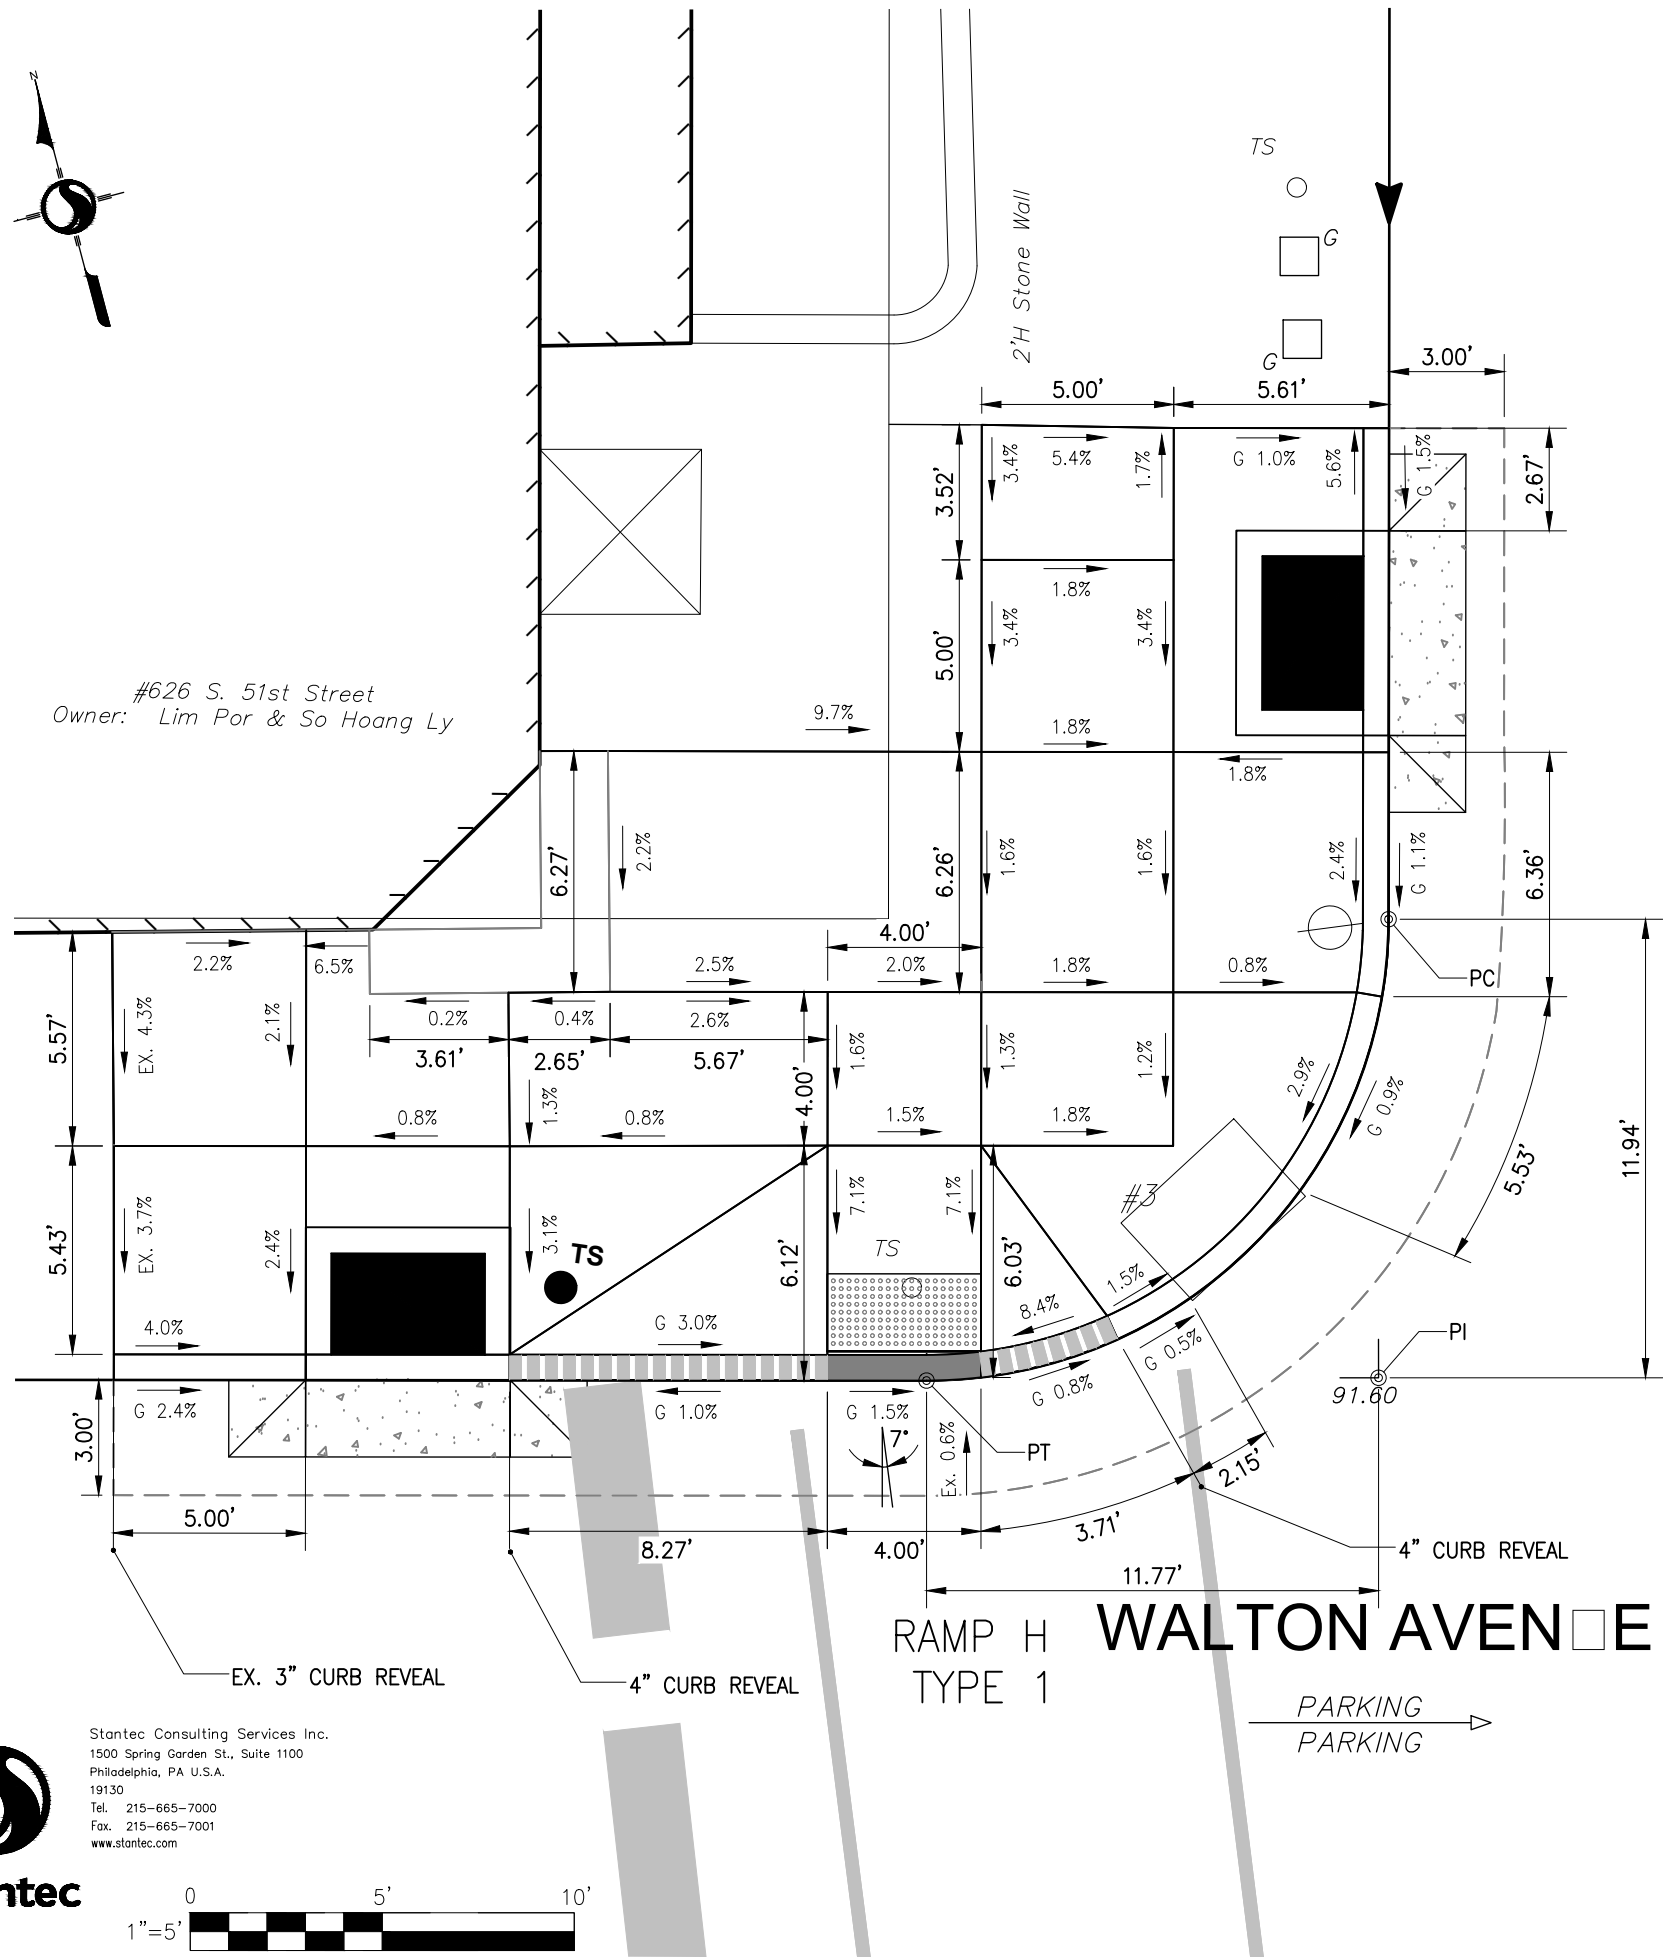 N
TS
G
G
2'H Stone Wall
3.00'
5.00'
5.61'
3.4%
5.4%
1.7%
G 1.0%
5.6%
G 1.5%
3.52'
2.67'
1.8%
3.4%
3.4%
5.00'
#626 S. 51st Street
Owner: Lim Por & So Hoang Ly
9.7%
1.8%
1.8%
6.27'
2.2%
6.26'
1.6%
1.6%
2.4%
G 1.1%
6.36'
4.00'
2.2%
6.5%
2.5%
2.0%
1.8%
0.8%
PC
5.57'
EX. 4.3%
2.1%
0.2%
0.4%
2.6%
3.61'
2.65'
5.67'
1.6%
1.3%
1.2%
2.9%
G 0.9%
4.00'
1.3%
0.8%
0.8%
1.5%
1.8%
11.94'
5.53'
5.43'
EX. 3.7%
2.4%
3.1%
TS
6.12'
7.1%
7.1%
TS
6.03'
#3
1.5%
8.4%
4.0%
G 3.0%
G 0.5%
PI
91.60
G 2.4%
G 1.0%
G 1.5%
G 0.8%
3.00'
7°
Ex. 0.6%
PT
2.15'
5.00'
8.27'
4.00'
3.71'
4" CURB REVEAL
11.77'
RAMP H
TYPE 1
WALTON AVEN□E
EX. 3" CURB REVEAL
4" CURB REVEAL
PARKING
PARKING
Stantec Consulting Services Inc.
1500 Spring Garden St., Suite 1100
Philadelphia, PA U.S.A.
19130
Tel. 215-665-7000
Fax. 215-665-7001
www.stantec.com
ntec
0 5' 10'
1"=5'